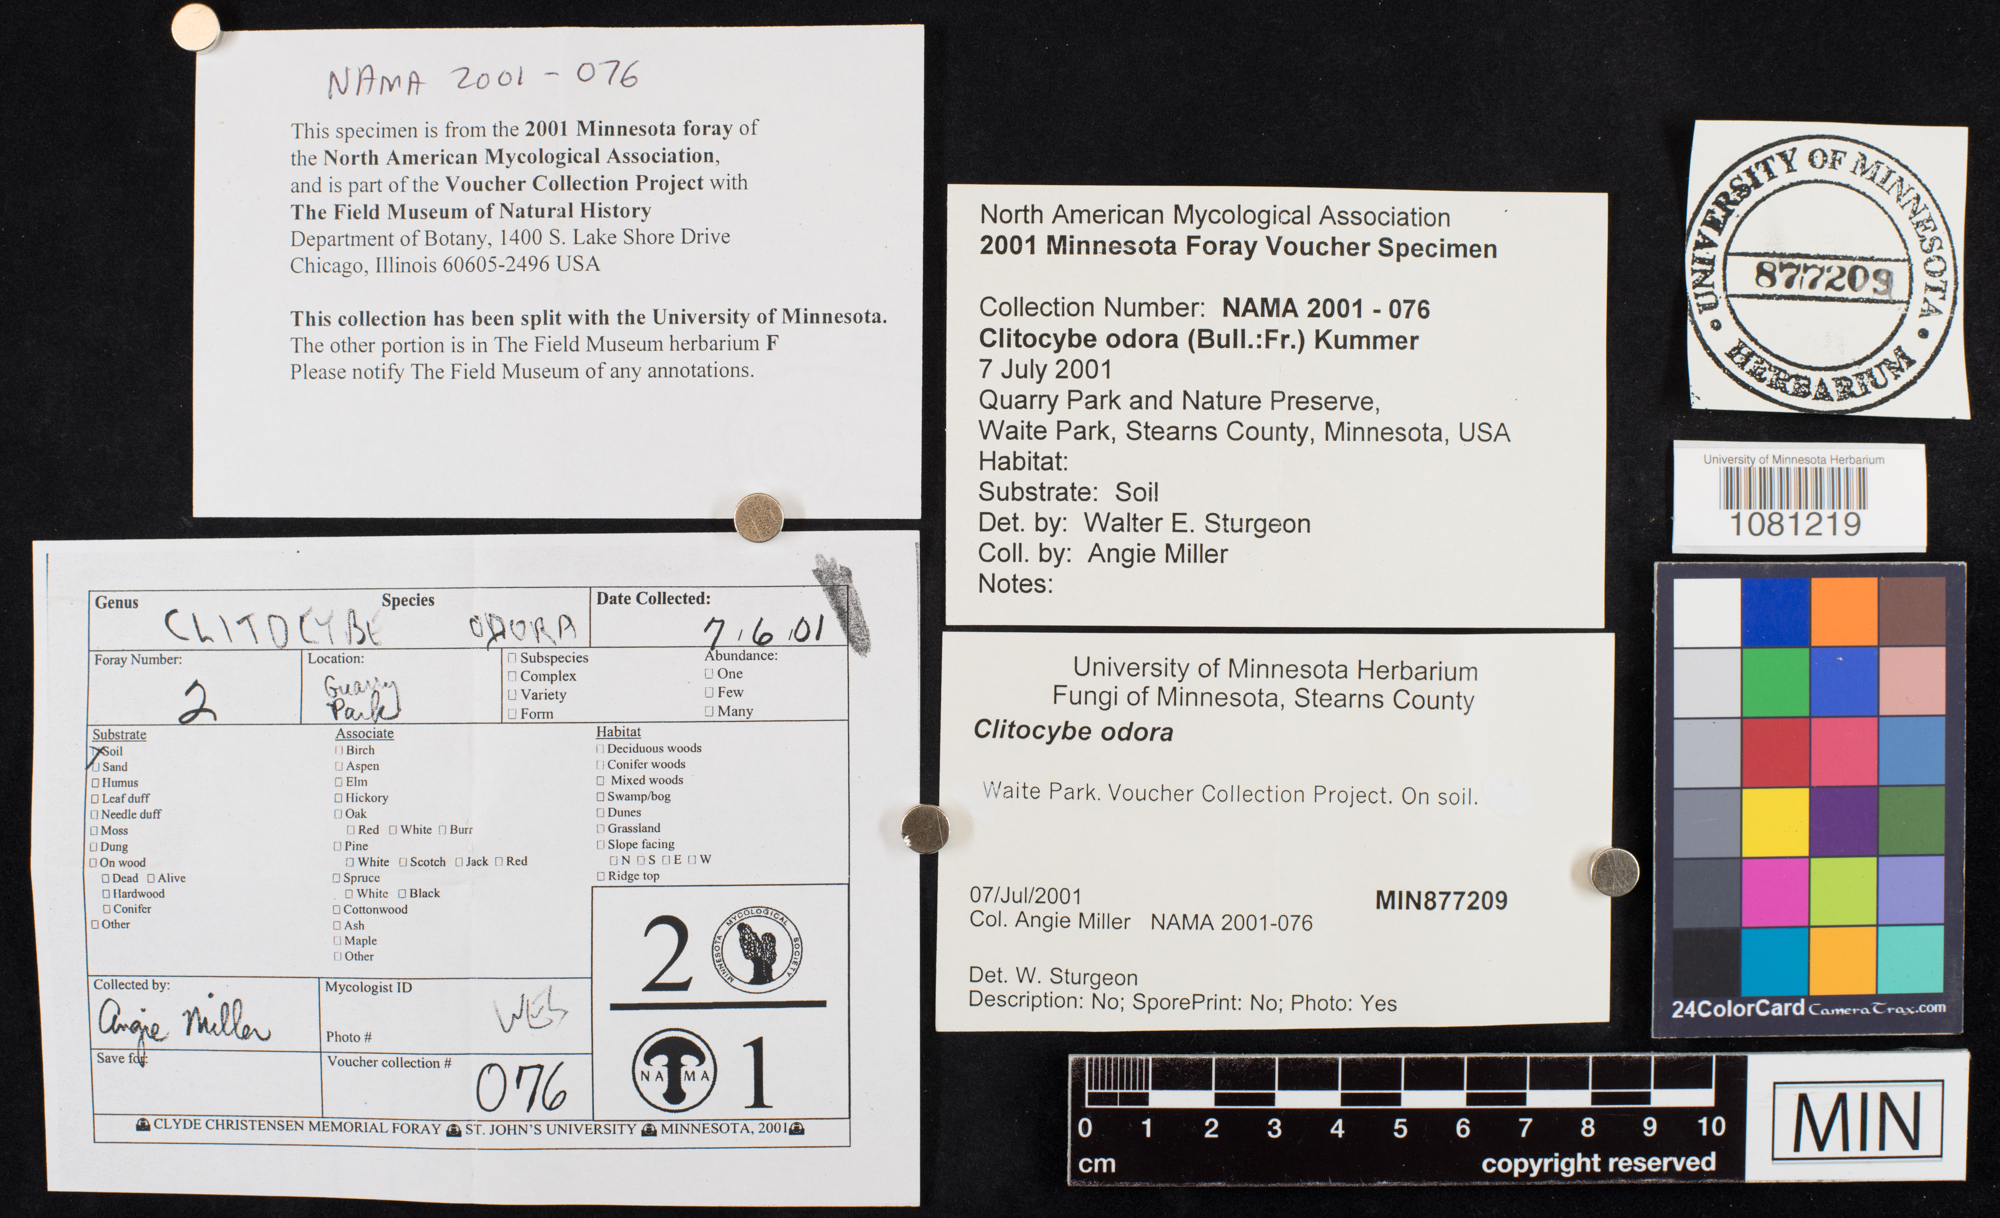 NAMA 2001 - 076
This specimen is from the 2001 Minnesota foray of
the North American Mycological Association,
and is part of the Voucher Collection Project with
The Field Museum of Natural History
Department of Botany, 1400 S. Lake Shore Drive
Chicago, Illinois 60605-2496 USA
This collection has been split with the University of Minnesota.
The other portion is in The Field Museum herbarium F
Please notify The Field Museum of any annotations.
Genus CLITOCYBE Species ODORA
Date Collected: 7.6.01
Foray Number: 2
Location: Quarry Park
□ Subspecies
□ Complex
□ Variety
□ Form
Abundance:
□ One
□ Few
□ Many
Substrate
Soil
□ Sand
□ Humus
□ Leaf duff
□ Needle duff
□ Moss
□ Dung
□ On wood
□ Dead □ Alive
□ Hardwood
□ Conifer
□ Other
Associate
□ Birch
□ Aspen
□ Elm
□ Hickory
□ Oak
□ Red □ White □ Burr
□ Pine
□ White □ Scotch □ Jack □ Red
□ Spruce
□ White □ Black
□ Cottonwood
□ Ash
□ Maple
□ Other
Habitat
□ Deciduous woods
□ Conifer woods
□ Mixed woods
□ Swamp/bog
□ Dunes
□ Grassland
□ Slope facing
□ N □ S □ E □ W
□ Ridge top
Collected by:
Angie Miller
Mycologist ID WES
Photo #
Save for:
Voucher collection # 076
2
MINNESOTA MYCOLOGICAL SOCIETY
NAMA
1
CLYDE CHRISTENSEN MEMORIAL FORAY ST. JOHN'S UNIVERSITY MINNESOTA, 2001
North American Mycological Association
2001 Minnesota Foray Voucher Specimen
Collection Number: NAMA 2001 - 076
Clitocybe odora (Bull.:Fr.) Kummer
7 July 2001
Quarry Park and Nature Preserve,
Waite Park, Stearns County, Minnesota, USA
Habitat:
Substrate: Soil
Det. by: Walter E. Sturgeon
Coll. by: Angie Miller
Notes:
University of Minnesota Herbarium
Fungi of Minnesota, Stearns County
Clitocybe odora
Waite Park. Voucher Collection Project. On soil.
07/Jul/2001
MIN877209
Col. Angie Miller NAMA 2001-076
Det. W. Sturgeon
Description: No; SporePrint: No; Photo: Yes
UNIVERSITY OF MINNESOTA
877209
• HERBARIUM •
University of Minnesota Herbarium
1081219
24ColorCard CameraTrax.com
0 1 2 3 4 5 6 7 8 9 10
cm
copyright reserved
MIN